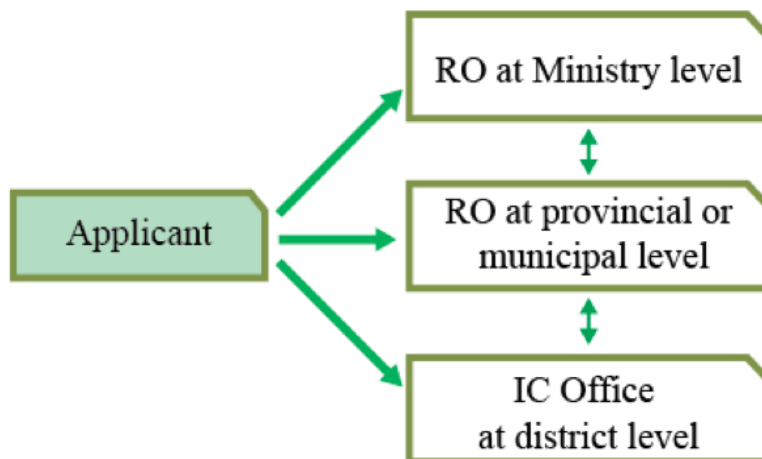 RO at Ministry level
Applicant
RO at provincial or
municipal level
IC Office
at district level